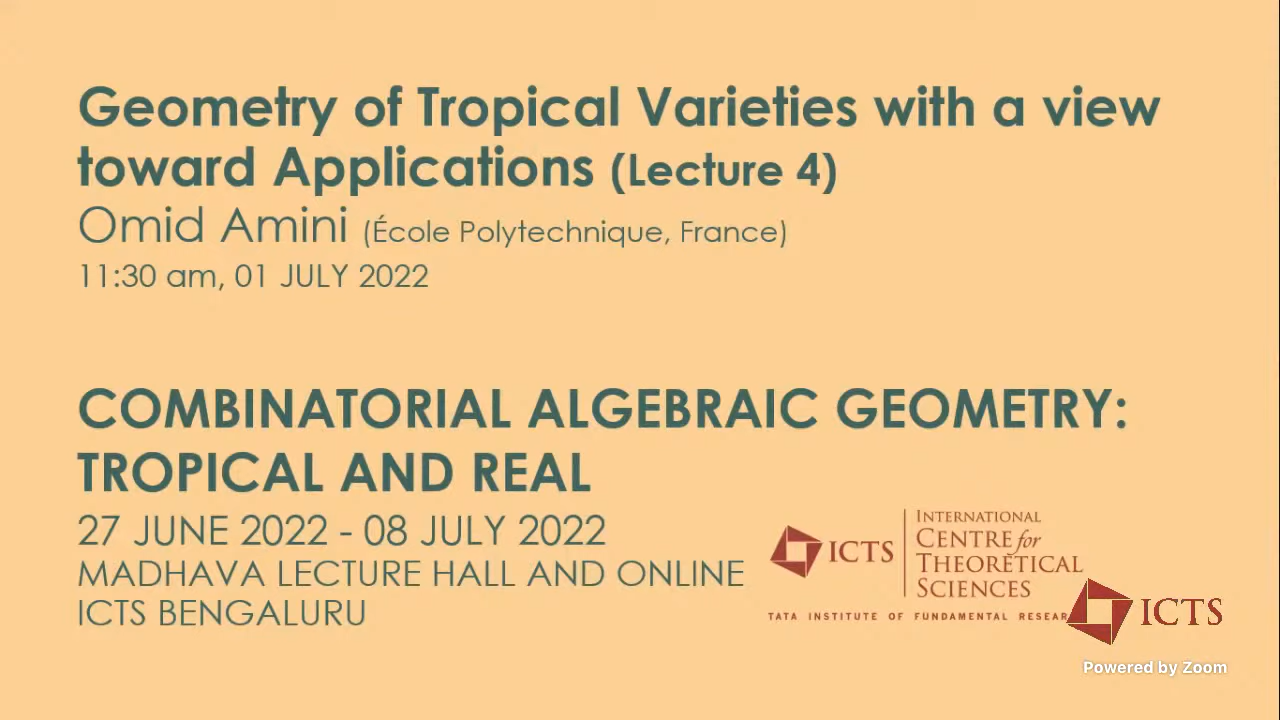 Geometry of Tropical Varieties with a view
toward Applications (Lecture 4)
Omid Amini (École Polytechnique, France)
11:30 am, 01 JULY 2022
COMBINATORIAL ALGEBRAIC GEOMETRY:
TROPICAL AND REAL
27 JUNE 2022 - 08 JULY 2022
MADHAVA LECTURE HALL AND ONLINE
ICTS BENGALURU
ICTS
INTERNATIONAL
CENTRE for
THEORETICAL
SCIENCES
TATA INSTITUTE OF FUNDAMENTAL RESEAR
ICTS
Powered by Zoom